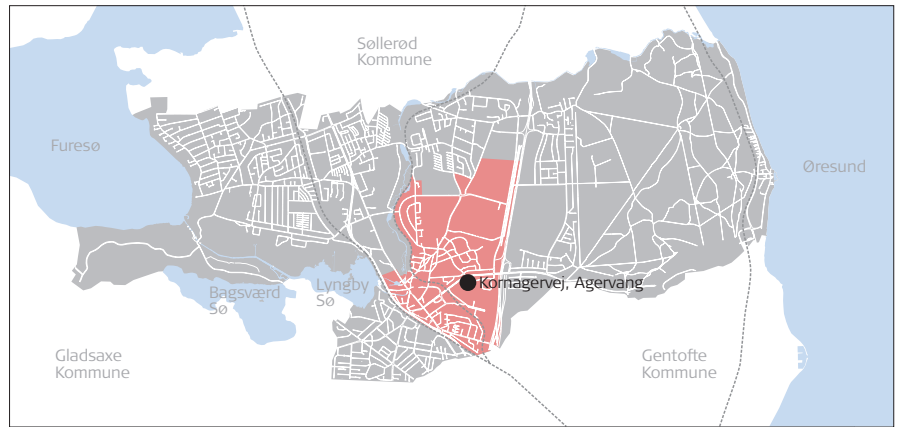 Søllerød
Kommune
Furesø
Øresund
Kornagervej, Agervang
Lyngby
Sø
Bagsværd
Sø
Gladsaxe
Kommune
Gentofte
Kommune